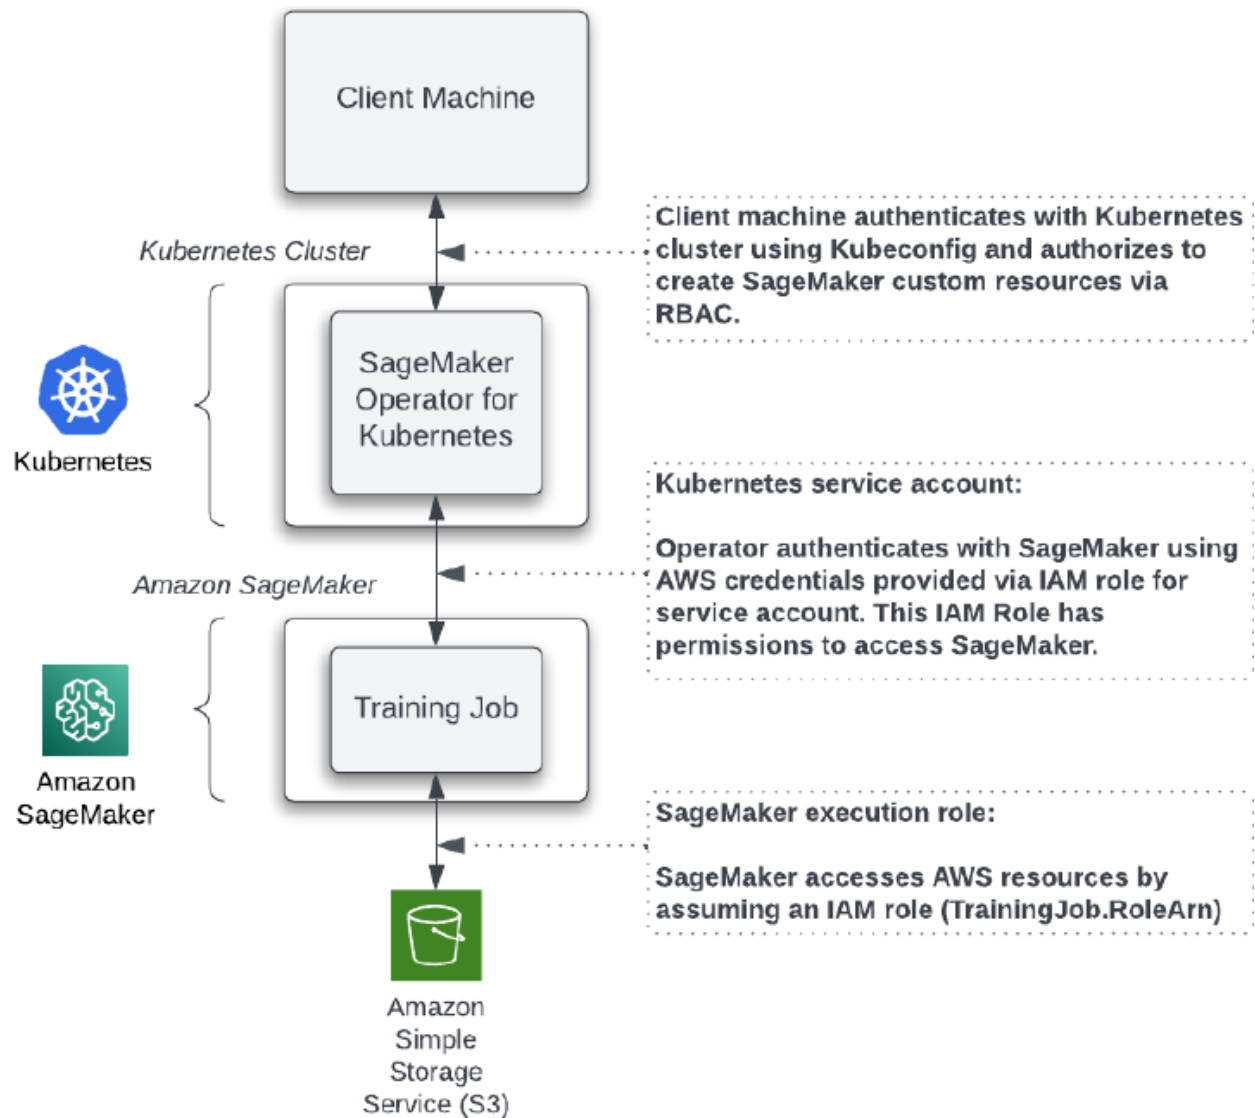 Client Machine
Client machine authenticates with Kubernetes
cluster using Kubeconfig and authorizes to
create SageMaker custom resources via
RBAC.
Kubernetes Cluster
SageMaker
Operator for
Kubernetes
Kubernetes
Kubernetes service account:
Operator authenticates with SageMaker using
AWS credentials provided via IAM role for
service account. This IAM Role has
permissions to access SageMaker.
Amazon SageMaker
Training Job
Amazon
SageMaker
SageMaker execution role:
SageMaker accesses AWS resources by
assuming an IAM role (TrainingJob.RoleArn)
Amazon
Simple
Storage
Service (S3)